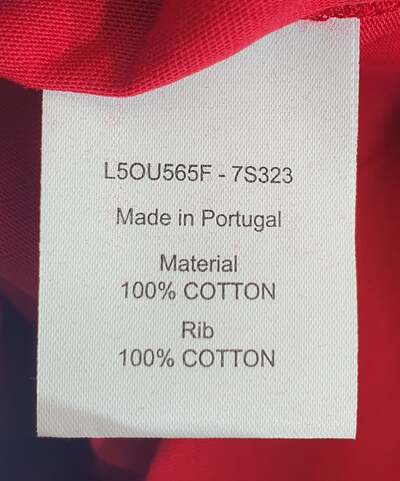 L5OU565F - 7S323
Made in Portugal
Material
100% COTTON
Rib
100% COTTON